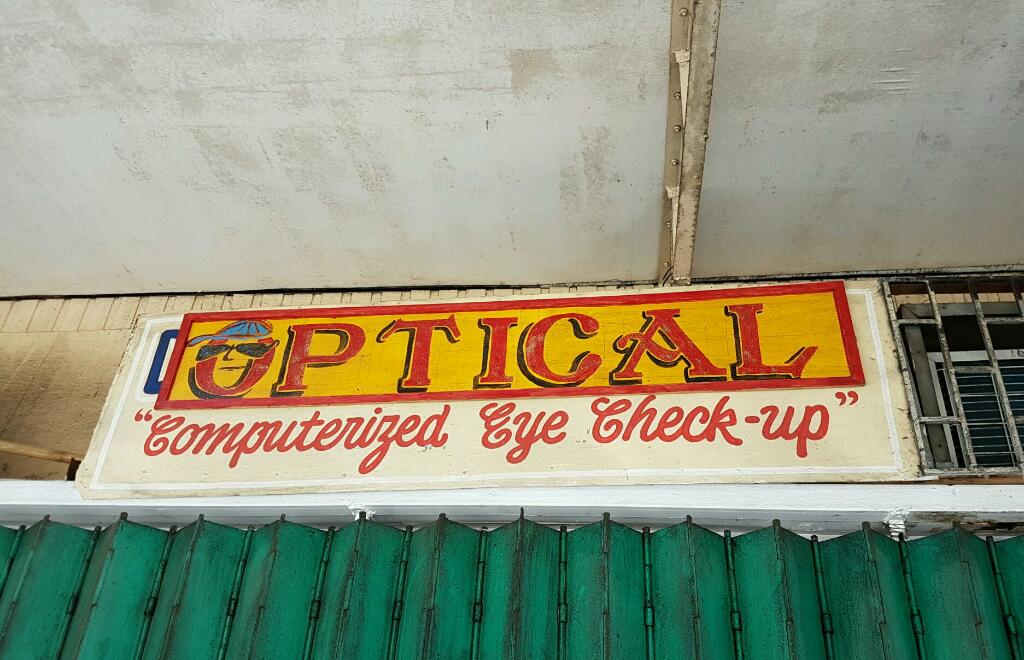 OPTICAL
"Computerized Eye Check-up"